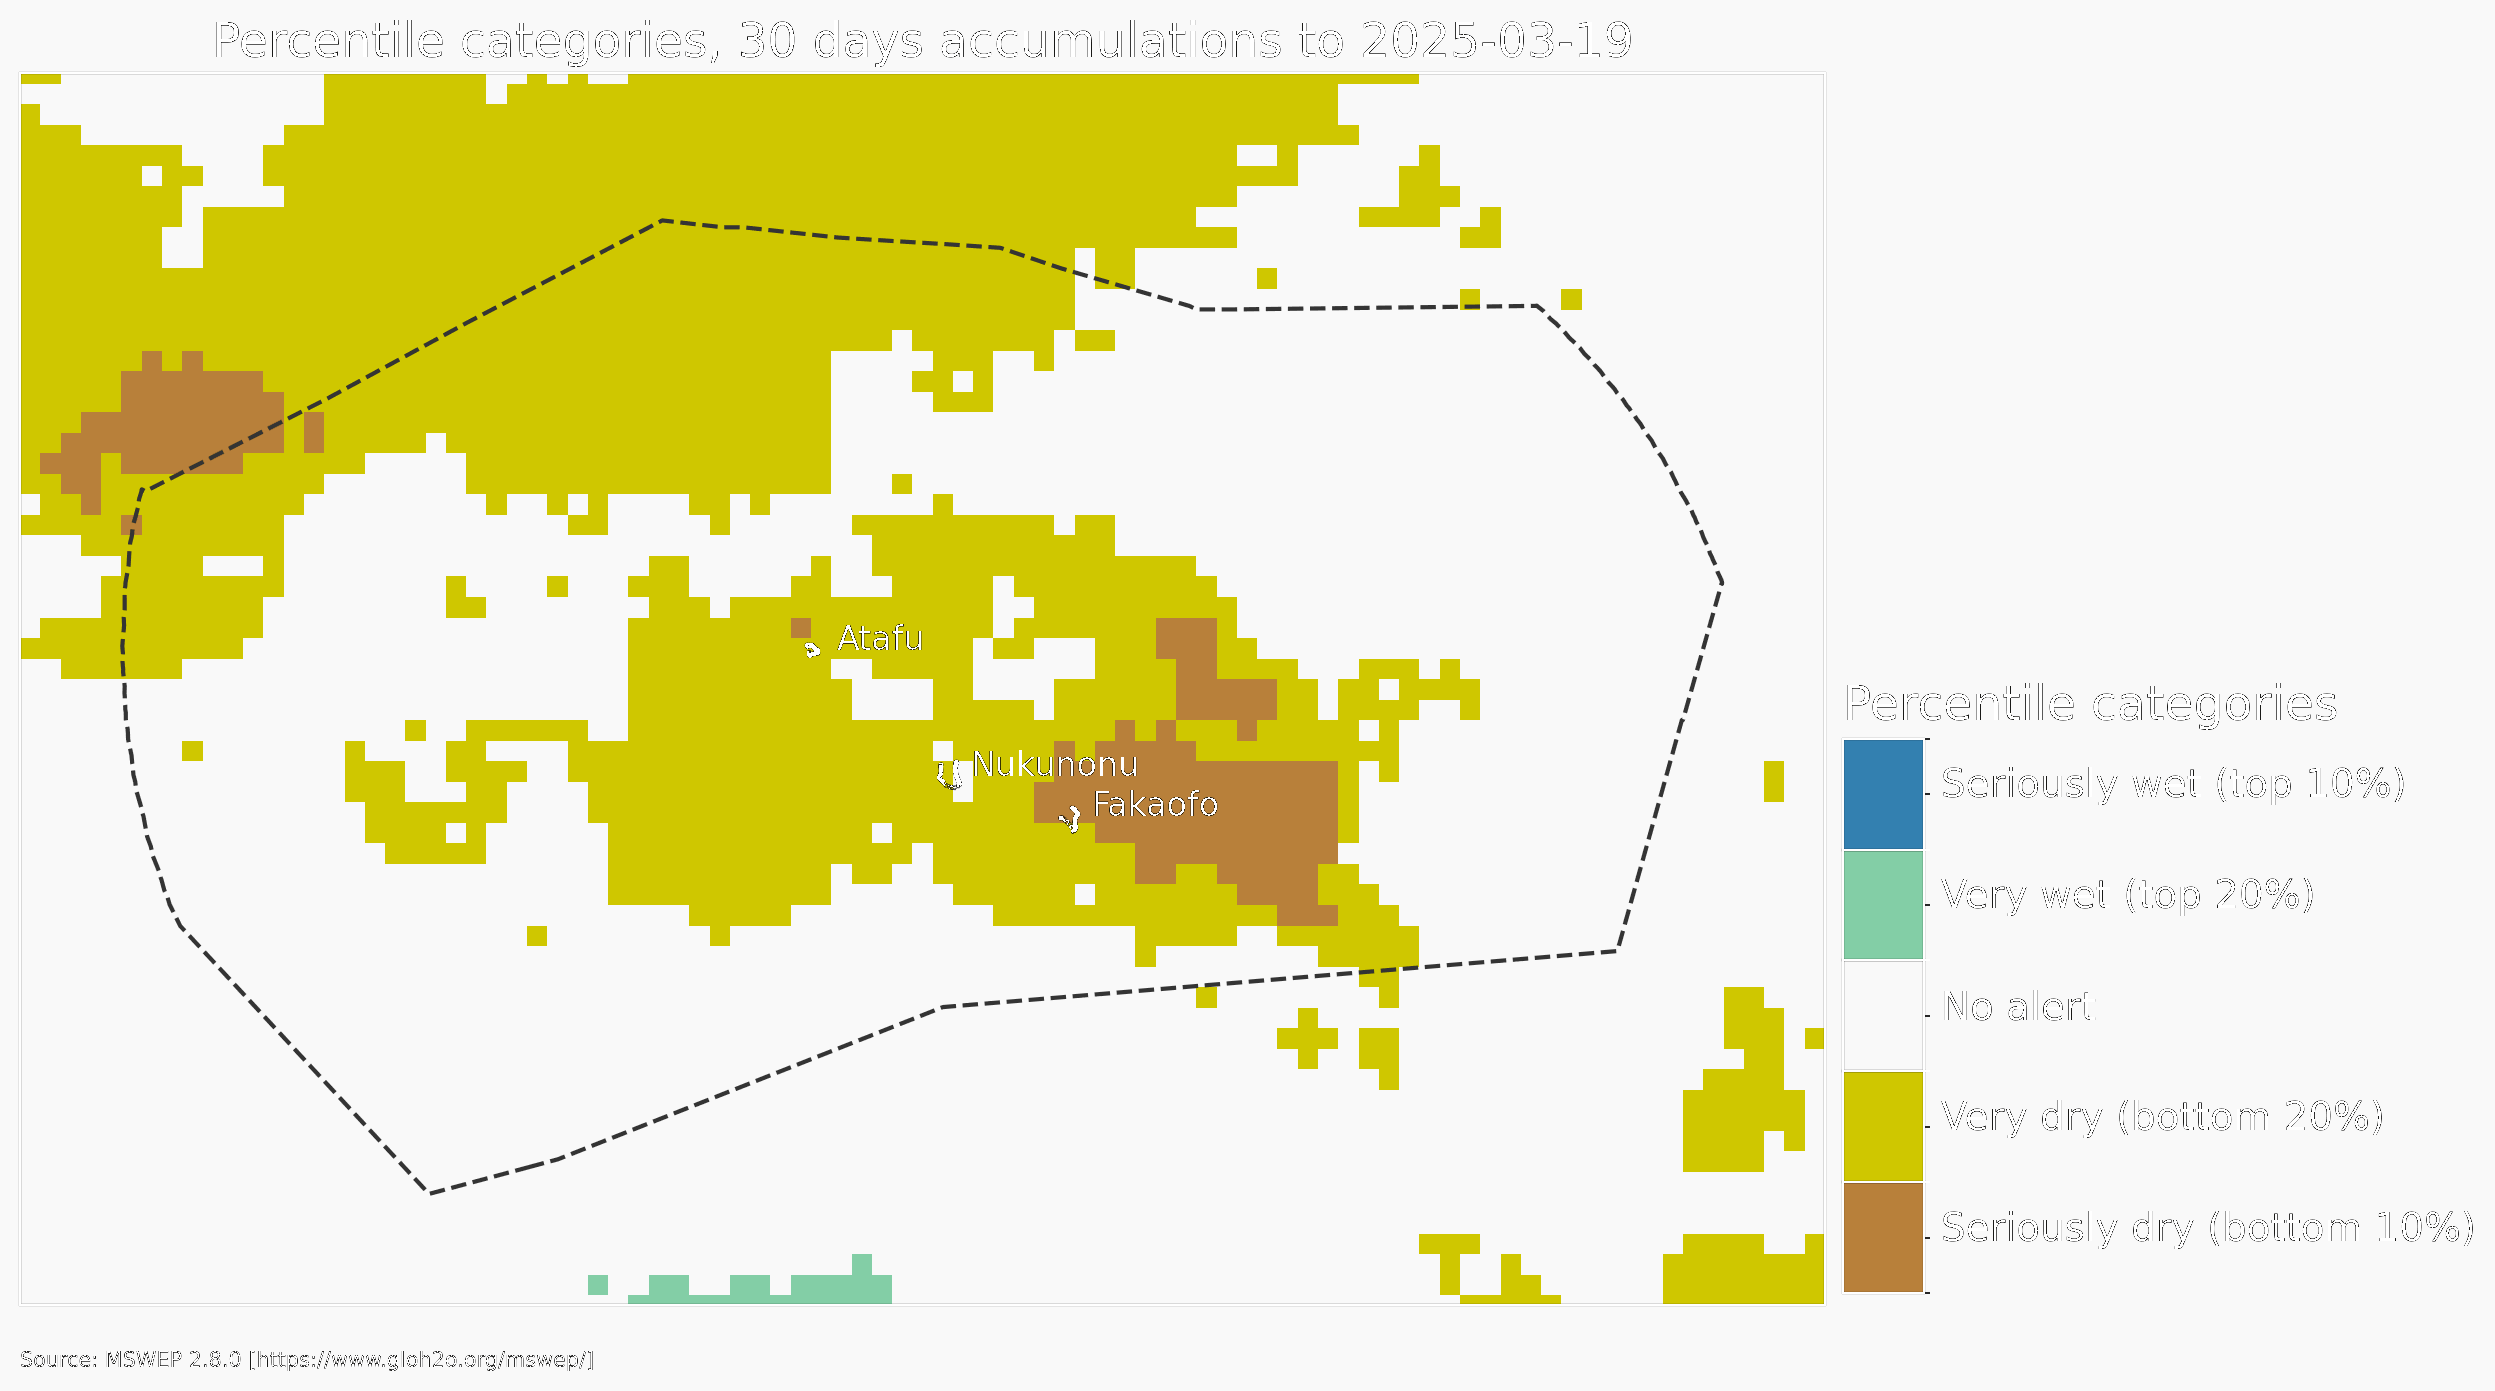 Percentile categories, 30 days accumulations to 2025-03-19
Atafu
Nukunonu
Fakaofo
Percentile categories
Seriously wet (top 10%)
Very wet (top 20%)
No alert
Very dry (bottom 20%)
Seriously dry (bottom 10%)
Source: MSWEP 2.8.0 [https://www.gloh2o.org/mswep/]